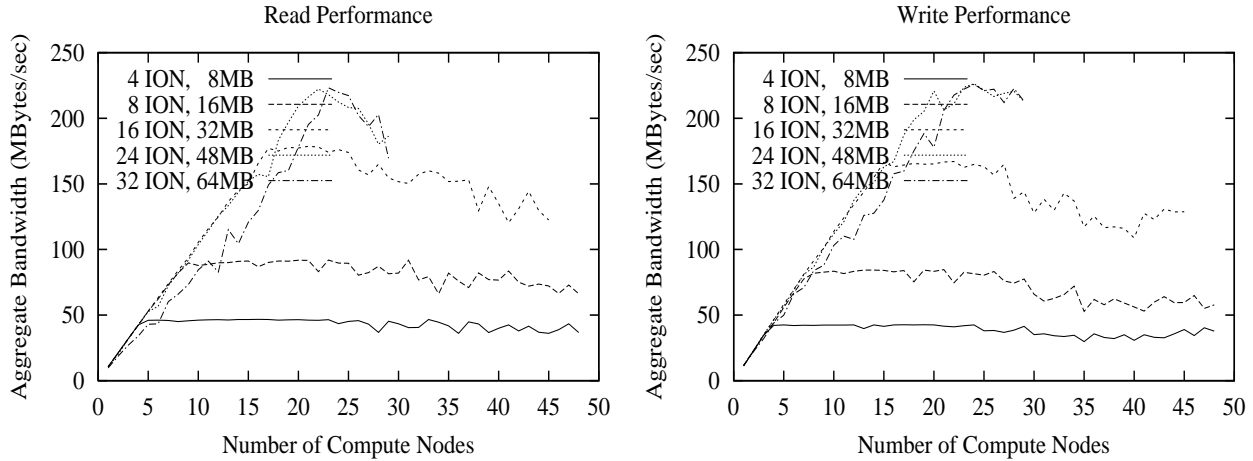 Read Performance
Aggregate Bandwidth (MBytes/sec)
250
200
150
100
50
0
4 ION, 8MB
8 ION, 16MB
16 ION, 32MB
24 ION, 48MB
32 ION, 64MB
0 5 10 15 20 25 30 35 40 45 50
Number of Compute Nodes
Write Performance
Aggregate Bandwidth (MBytes/sec)
250
200
150
100
50
0
4 ION, 8MB
8 ION, 16MB
16 ION, 32MB
24 ION, 48MB
32 ION, 64MB
0 5 10 15 20 25 30 35 40 45 50
Number of Compute Nodes